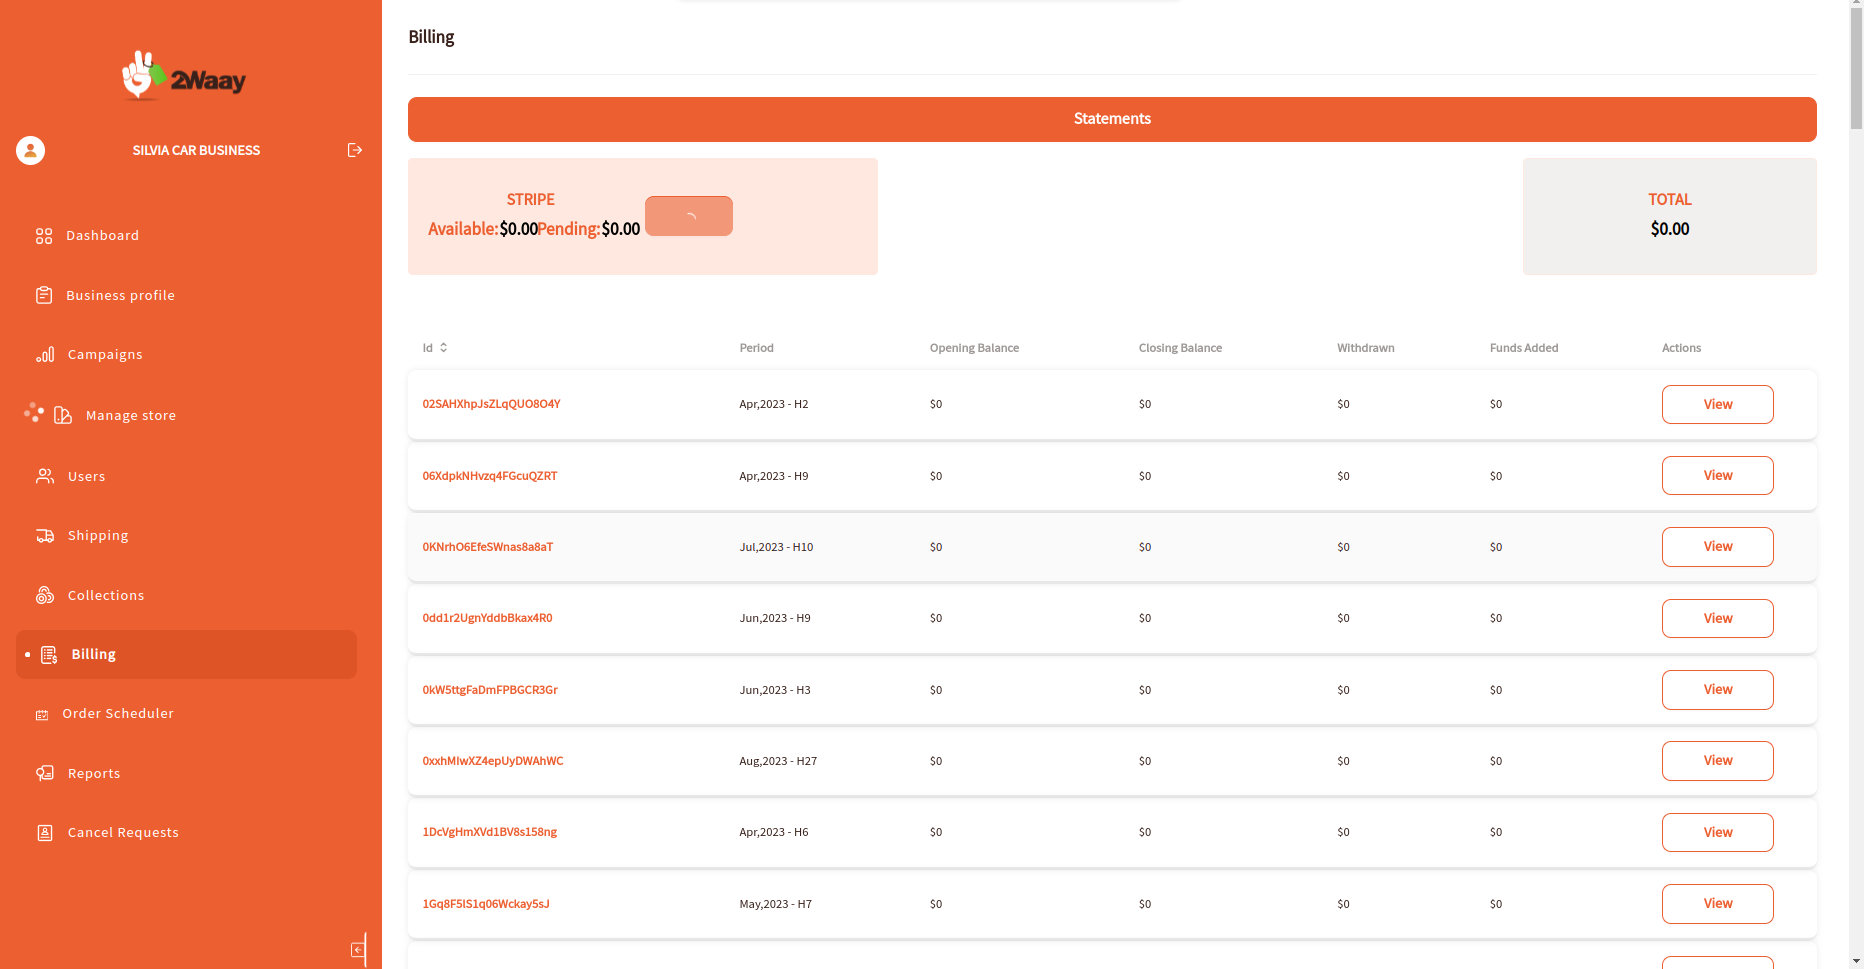 2Waay
SILVIA CAR BUSINESS
Dashboard
Business profile
Campaigns
Manage store
Users
Shipping
Collections
Billing
Order Scheduler
Reports
Cancel Requests
Billing
Statements
STRIPE
Available:$0.00Pending:$0.00
TOTAL
$0.00
Id Period Opening Balance Closing Balance Withdrawn Funds Added Actions
02SAHXhpJsZLqQUO8O4Y Apr,2023 - H2 $0 $0 $0 $0 View
06XdpkNHvzq4FGcuQZRT Apr,2023 - H9 $0 $0 $0 $0 View
0KNrhO6EfeSWnas8a8aT Jul,2023 - H10 $0 $0 $0 $0 View
0dd1r2UgnYddbBkax4R0 Jun,2023 - H9 $0 $0 $0 $0 View
0kW5ttgFaDmFPBGCR3Gr Jun,2023 - H3 $0 $0 $0 $0 View
0xxhMIwXZ4epUyDWAhWC Aug,2023 - H27 $0 $0 $0 $0 View
1DcVgHmXVd1BV8s158ng Apr,2023 - H6 $0 $0 $0 $0 View
1Gq8F5lS1q06Wckay5sJ May,2023 - H7 $0 $0 $0 $0 View